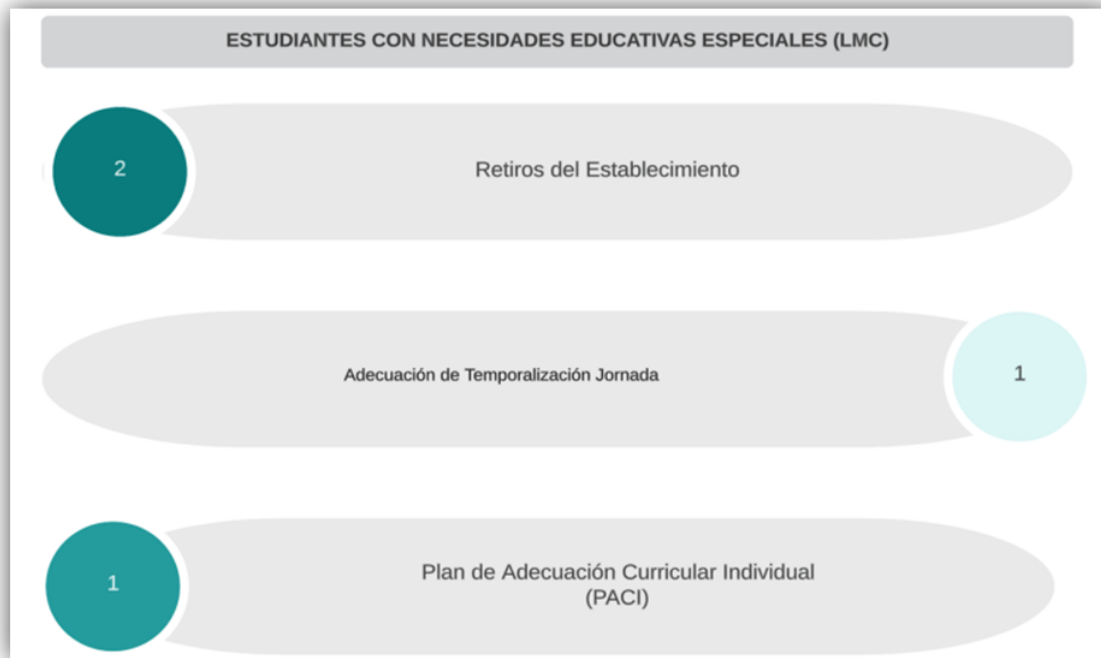 ESTUDIANTES CON NECESIDADES EDUCATIVAS ESPECIALES (LMC)
2
Retiros del Establecimiento
Adecuación de Temporalización Jornada
1
1
Plan de Adecuación Curricular Individual
(PACI)